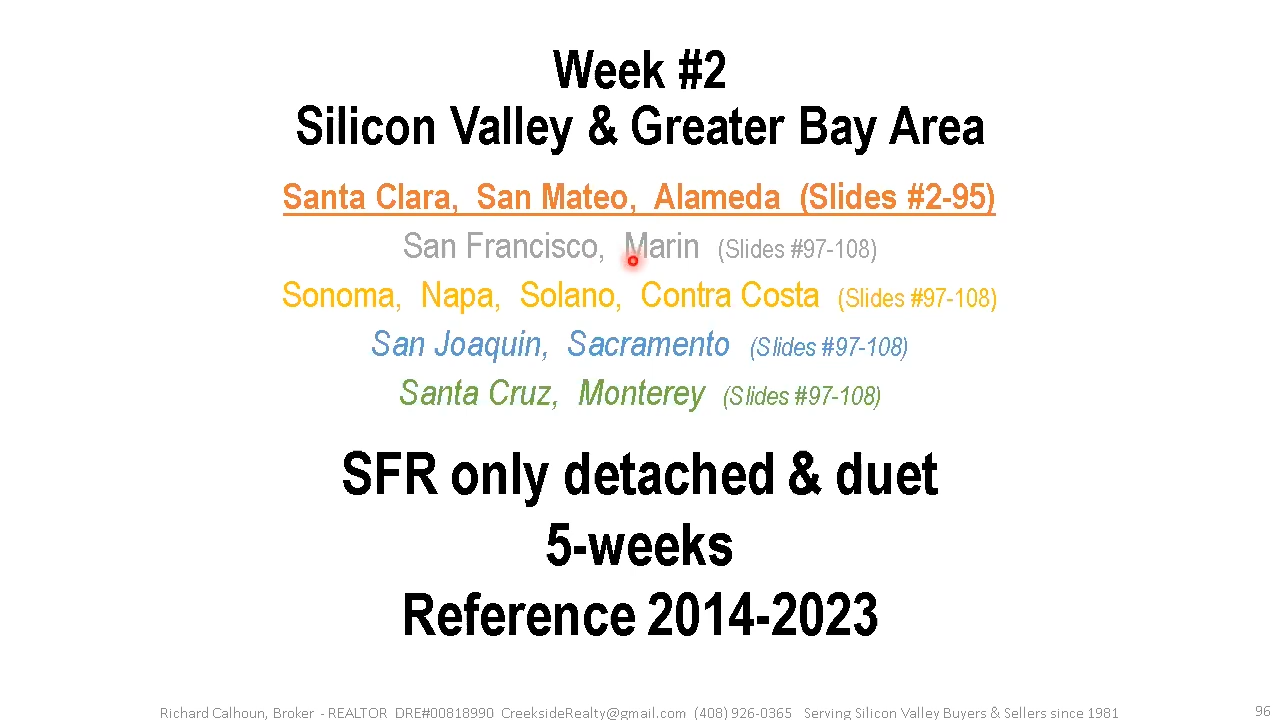 Week #2
Silicon Valley & Greater Bay Area
Santa Clara, San Mateo, Alameda (Slides #2-95)
San Francisco, Marin (Slides #97-108)
Sonoma, Napa, Solano, Contra Costa (Slides #97-108)
San Joaquin, Sacramento (Slides #97-108)
Santa Cruz, Monterey (Slides #97-108)
SFR only detached & duet
5-weeks
Reference 2014-2023
Richard Calhoun, Broker - REALTOR DRE#00818990 CreeksideRealty@gmail.com (408) 926-0365 Serving Silicon Valley Buyers & Sellers since 1981 96